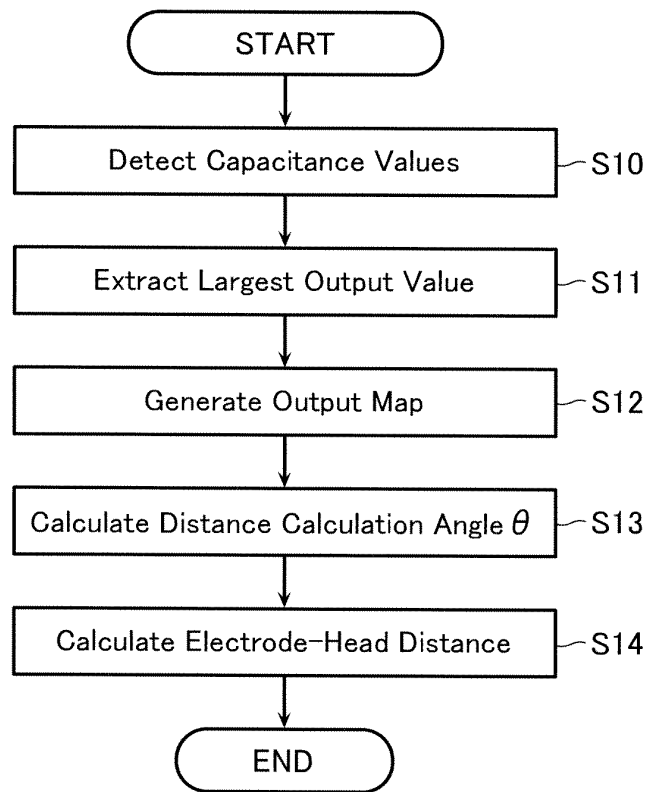 START
Detect Capacitance Values
S10
Extract Largest Output Value
S11
Generate Output Map
S12
Calculate Distance Calculation Angle θ
S13
Calculate Electrode-Head Distance
S14
END